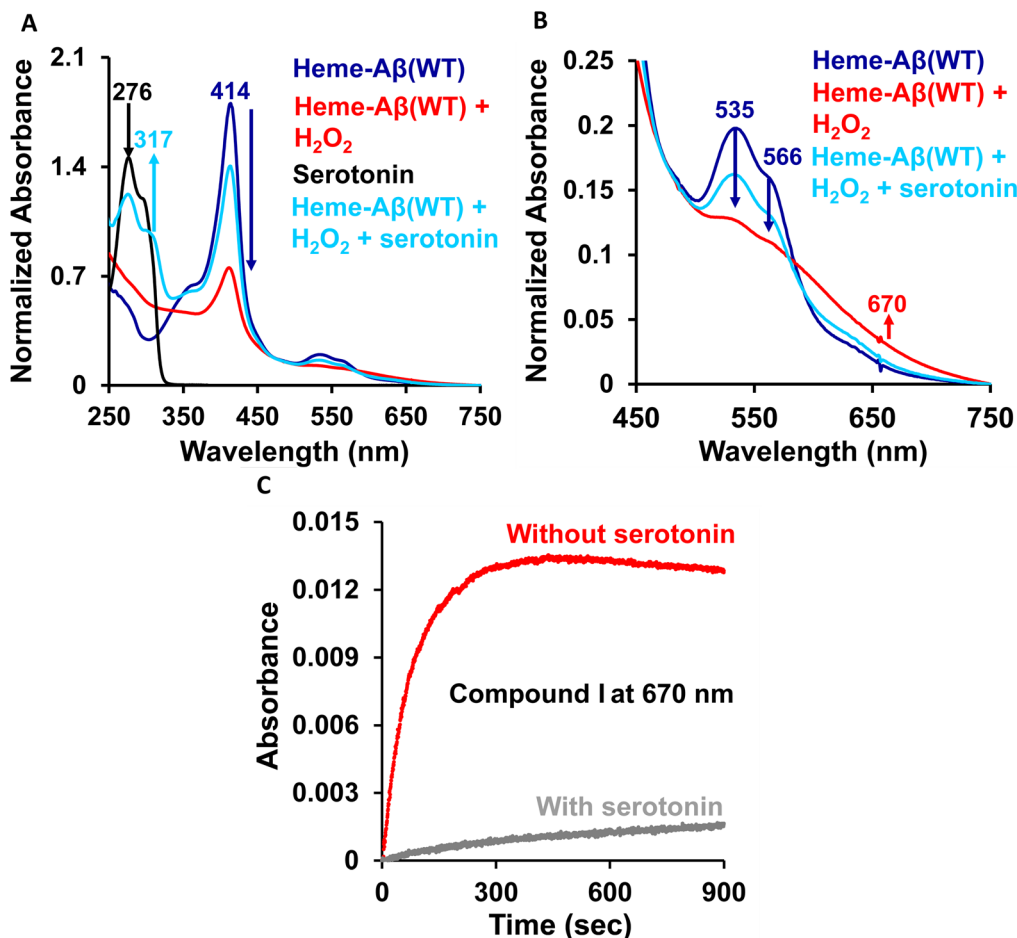 A
2.1
1.4
0.7
0
Normalized Absorbance
276
317
414
Heme-Aβ(WT)
Heme-Aβ(WT) +
H₂O₂
Serotonin
Heme-Aβ(WT) +
H₂O₂ + serotonin
250 350 450 550 650 750
Wavelength (nm)
B
0.25
0.2
0.15
0.1
0.05
0
Normalized Absorbance
535
566
670
Heme-Aβ(WT)
Heme-Aβ(WT) +
H₂O₂
Heme-Aβ(WT) +
H₂O₂ + serotonin
450 550 650 750
Wavelength (nm)
C
0.015
0.012
0.009
0.006
0.003
0
Absorbance
Without serotonin
Compound I at 670 nm
With serotonin
0 300 600 900
Time (sec)